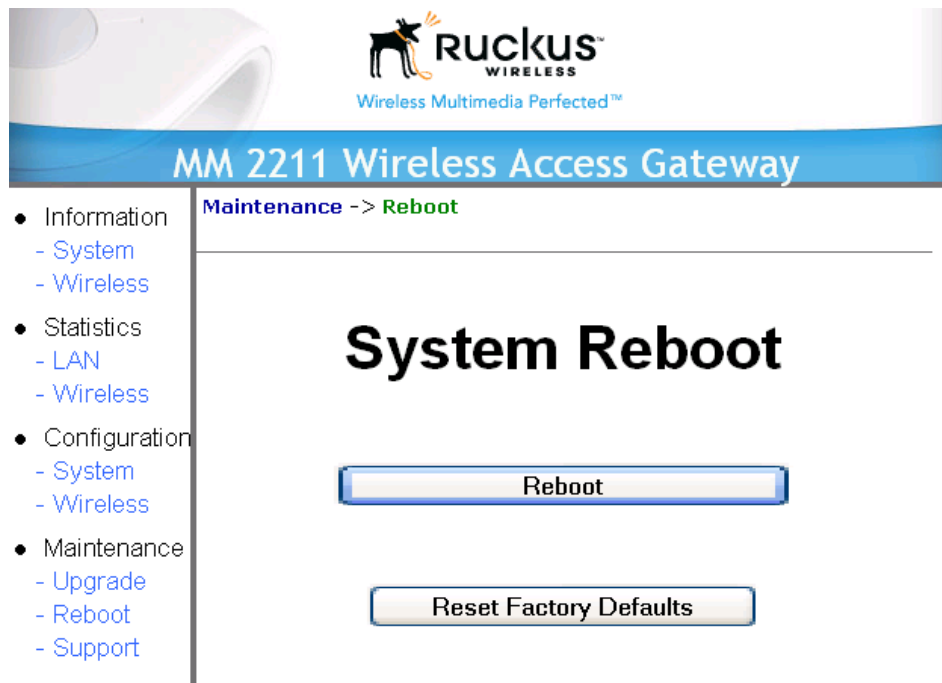 Ruckus™
WIRELESS
Wireless Multimedia Perfected™
MM 2211 Wireless Access Gateway
Maintenance -> Reboot
● Information
- System
- Wireless
● Statistics
- LAN
- Wireless
● Configuration
- System
- Wireless
● Maintenance
- Upgrade
- Reboot
- Support
System Reboot
Reboot
Reset Factory Defaults